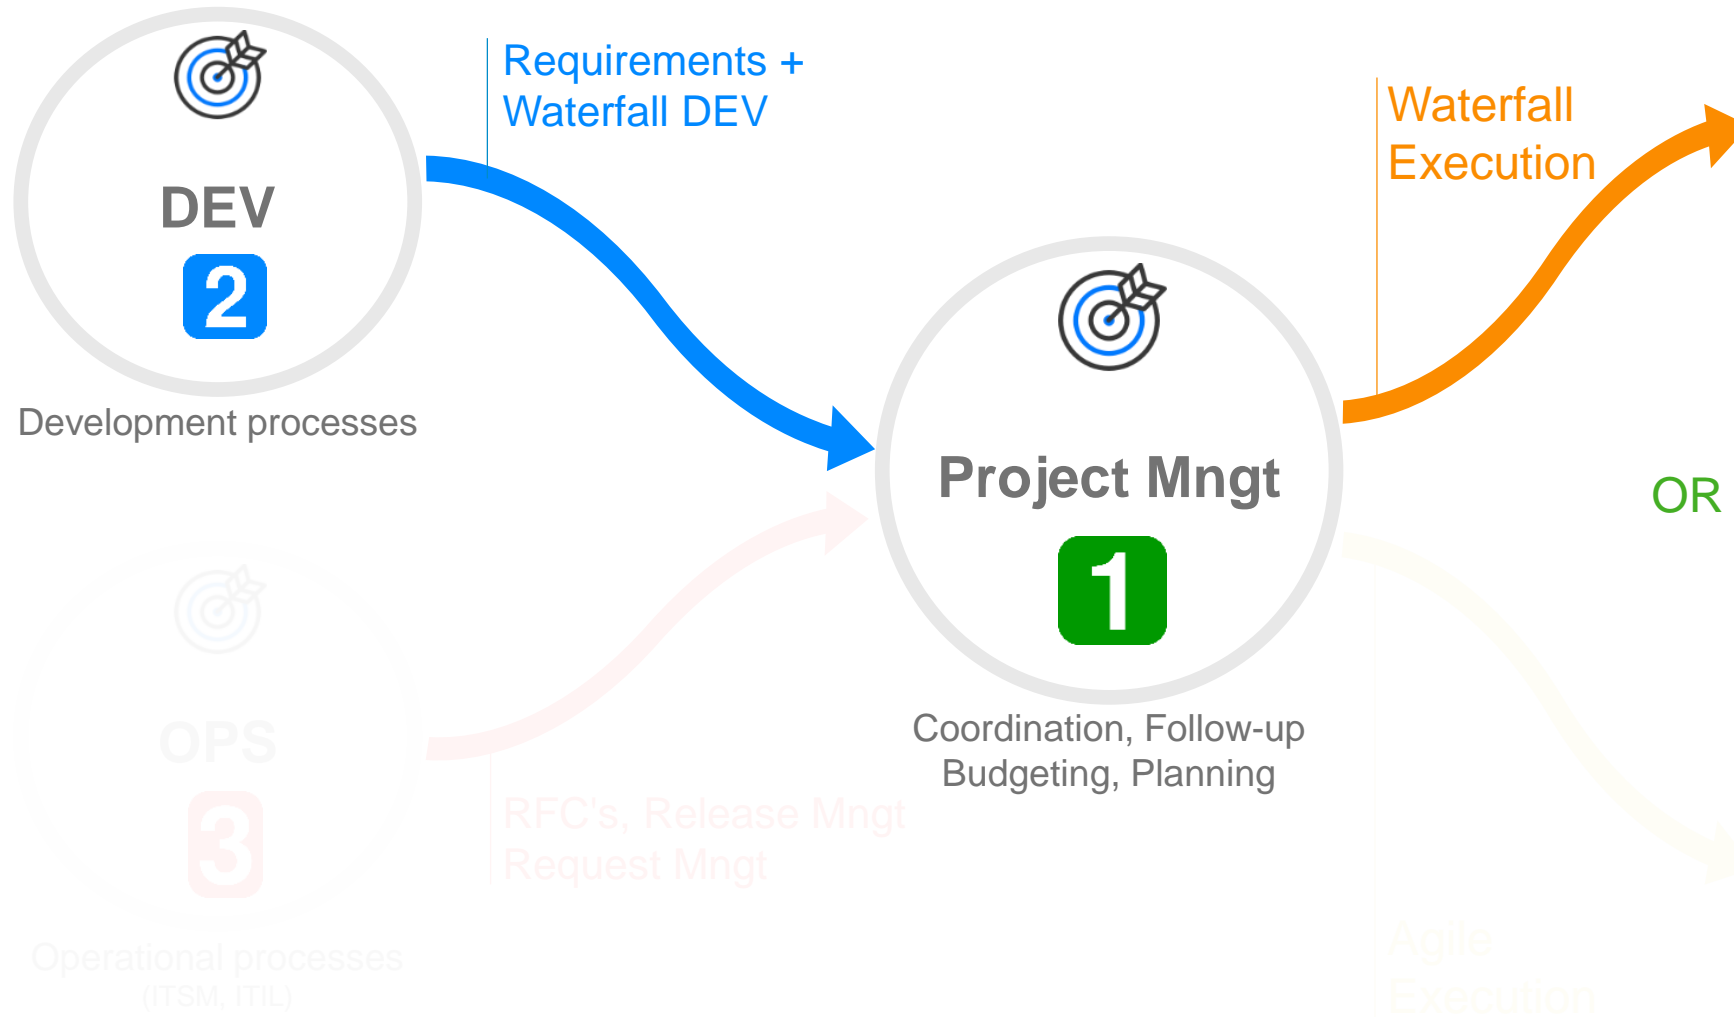 DEV
2
Development processes
Requirements +
Waterfall DEV
Waterfall
Execution
Project Mngt
1
Coordination, Follow-up
Budgeting, Planning
OR
OPS
3
Operational processes
(ITSM, ITIL)
RFC's, Release Mngt
Request Mngt
Agile
Execution